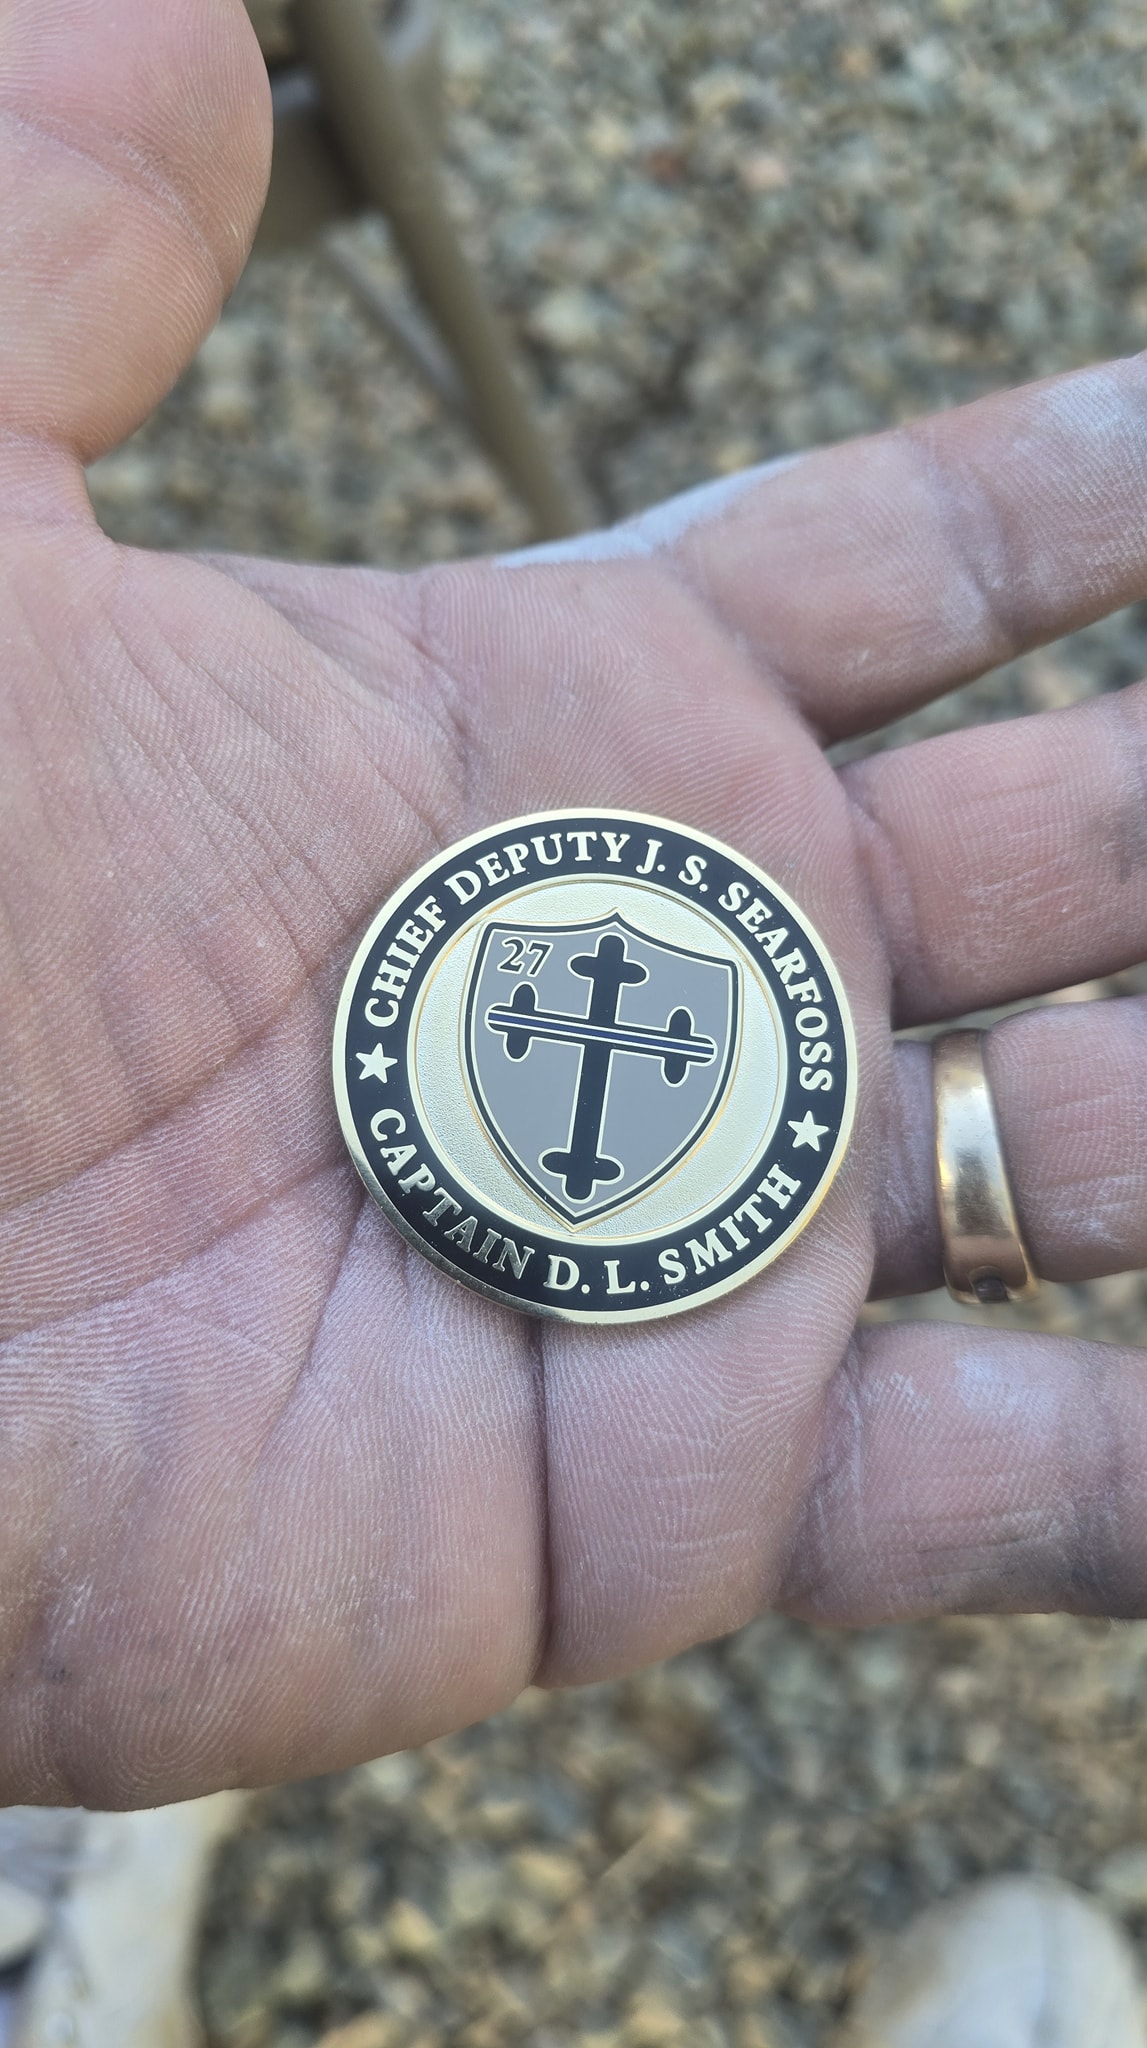 CHIEF DEPUTY J. S. SEARFOSS
27
CAPTAIN D. L. SMITH